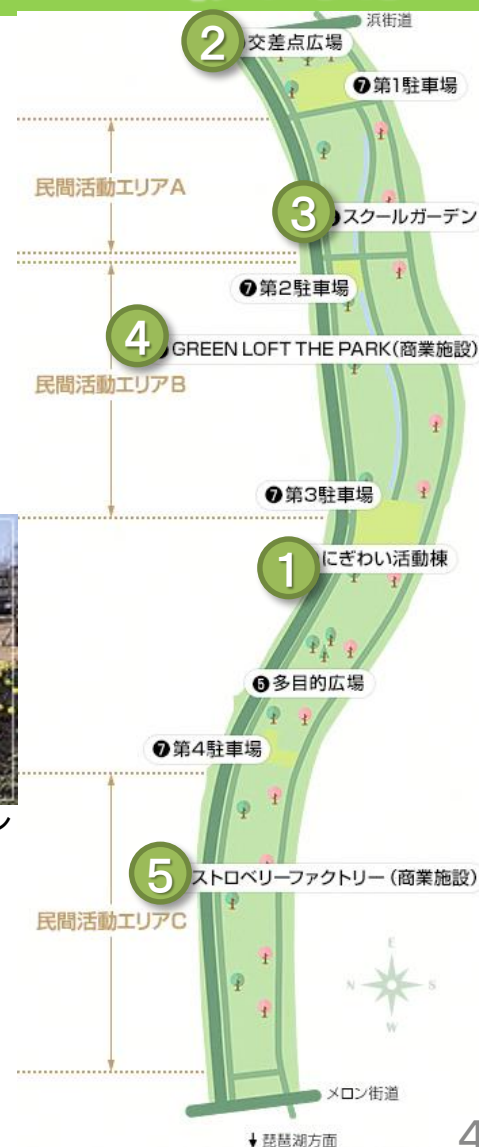 浜街道
② 交差点広場
❼第1駐車場
民間活動エリアA
③ スクールガーデン
❼第2駐車場
④ GREEN LOFT THE PARK(商業施設)
民間活動エリアB
❼第3駐車場
① にぎわい活動棟
❺多目的広場
❼第4駐車場
ン
⑤ ストロベリーファクトリー(商業施設)
民間活動エリアC
E
N S
W
メロン街道
↓琵琶湖方面
4